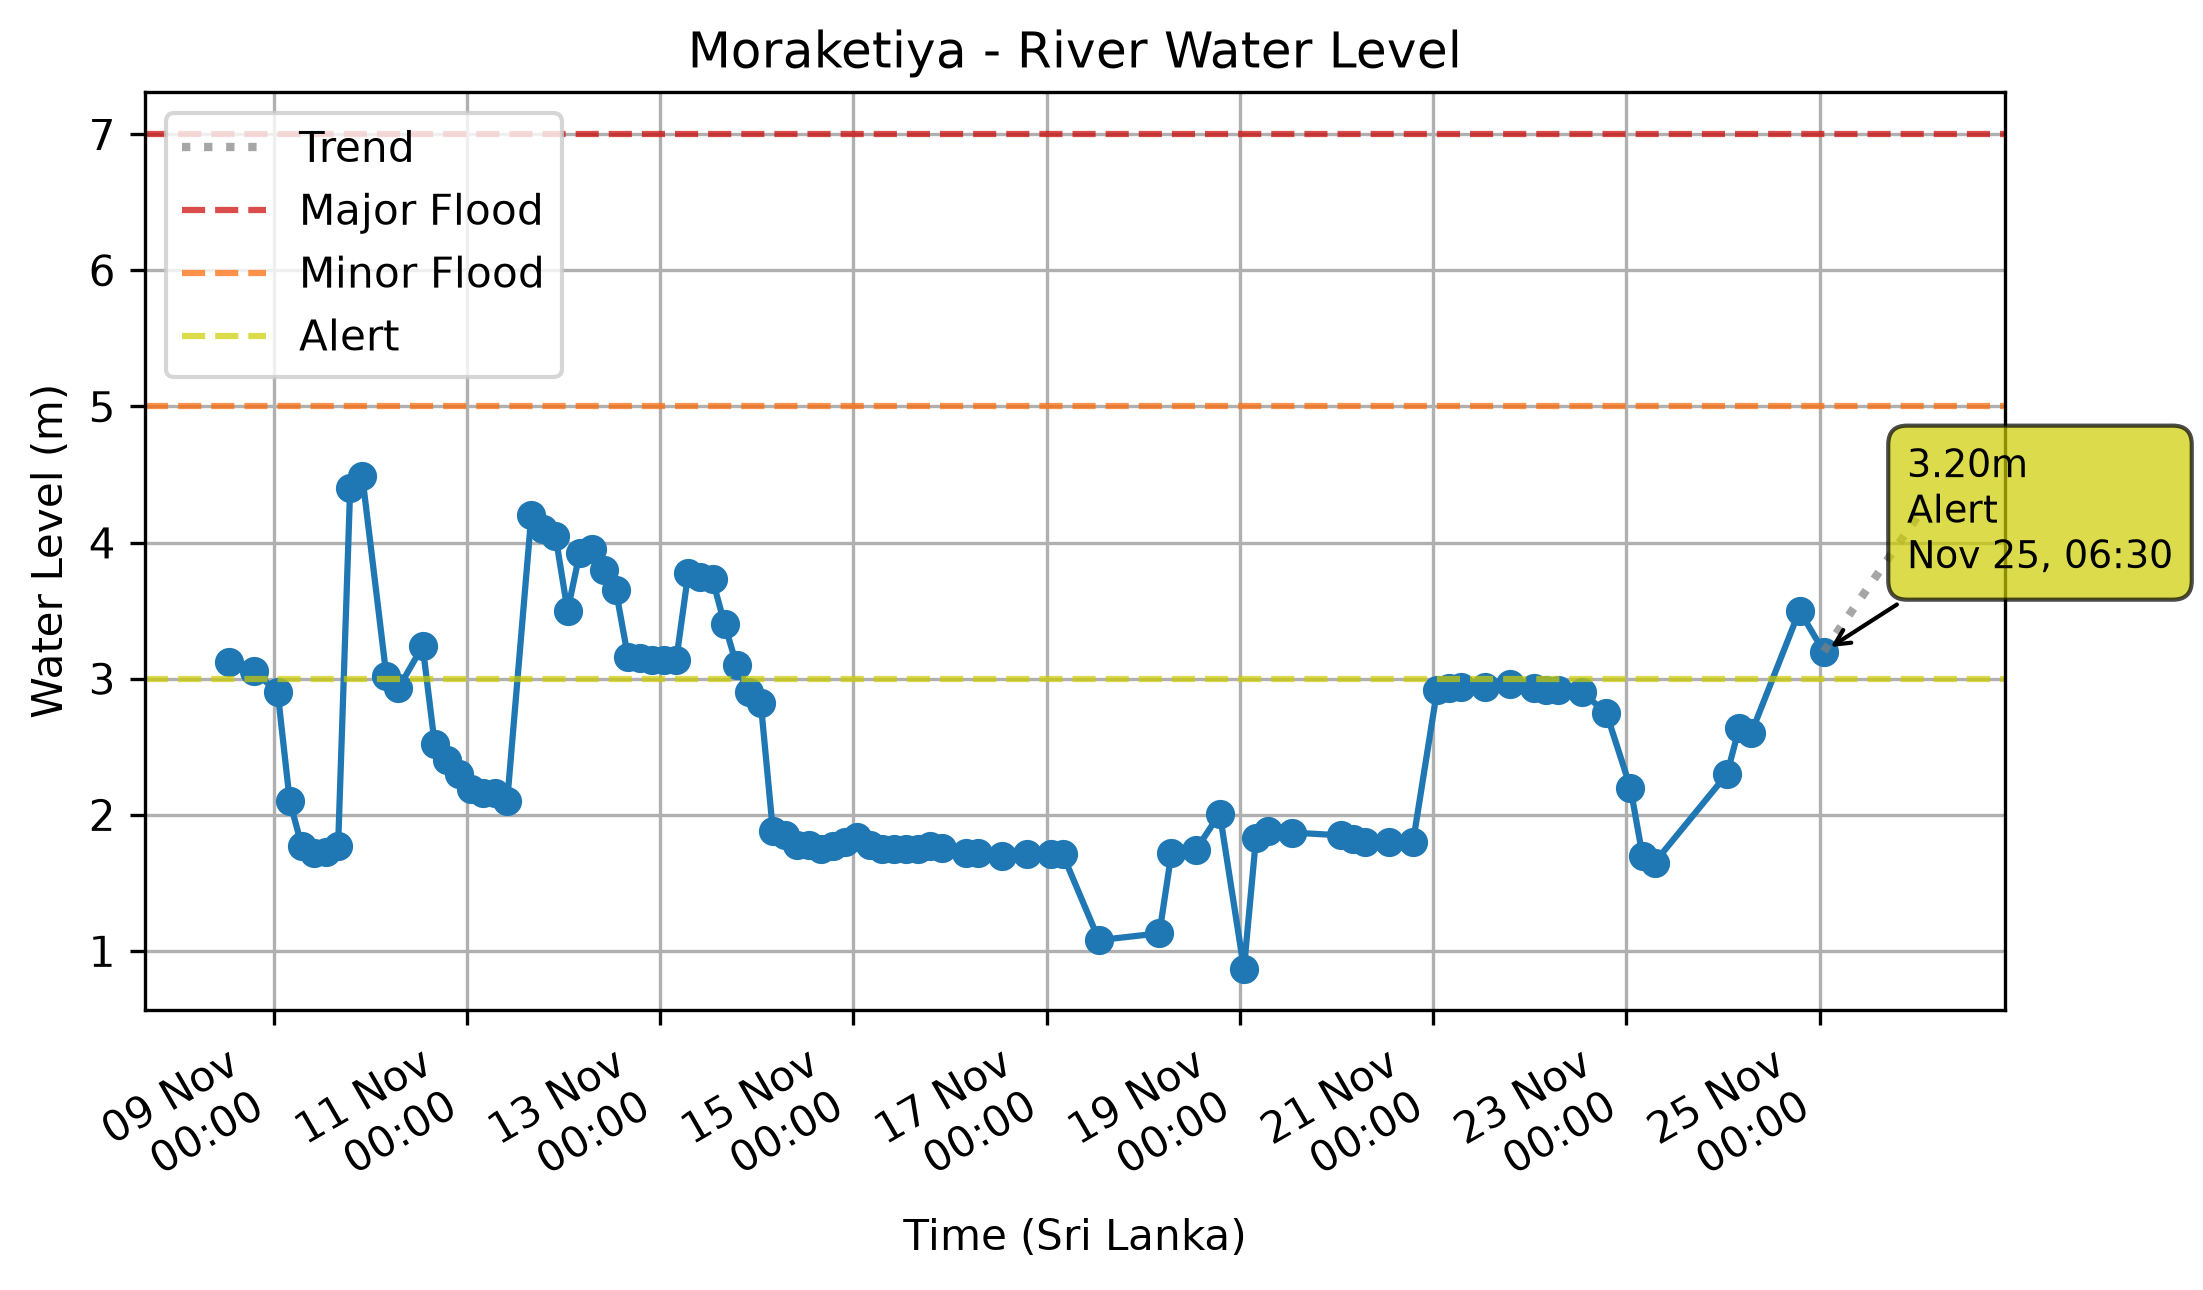 Moraketiya - River Water Level
Trend
Major Flood
Minor Flood
Alert
7
6
5
4
3
2
1
Water Level (m)
3.20m
Alert
Nov 25, 06:30
09 Nov
00:00
11 Nov
00:00
13 Nov
00:00
15 Nov
00:00
17 Nov
00:00
19 Nov
00:00
21 Nov
00:00
23 Nov
00:00
25 Nov
00:00
Time (Sri Lanka)